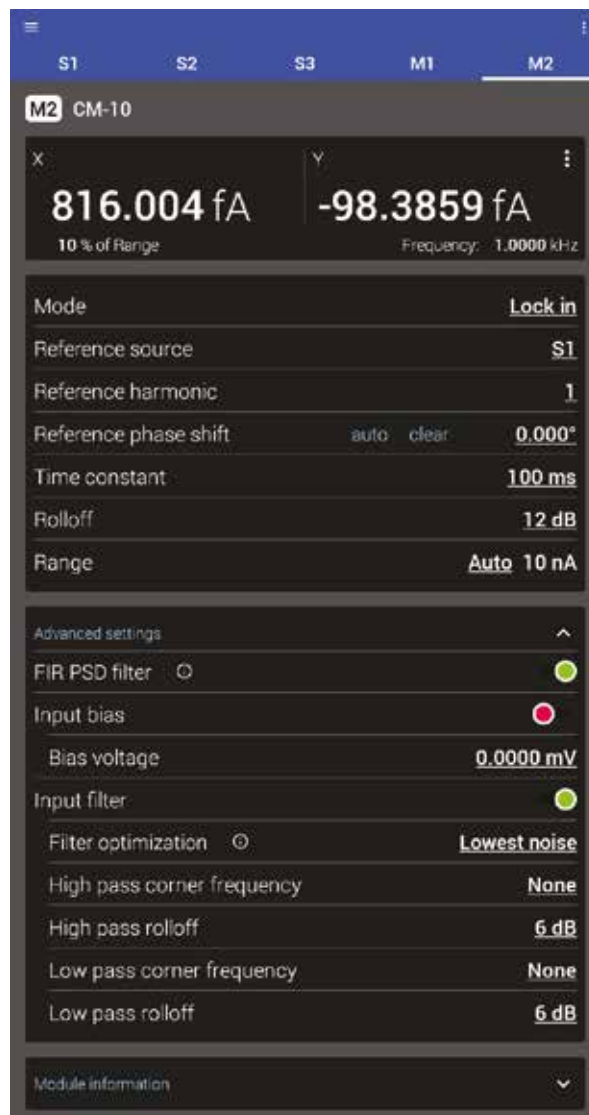 S1 S2 S3 M1 M2
M2 CM-10
X Y
816.004 fA -98.3859 fA
10 % of Range Frequency: 1.0000 kHz
Mode Lock in
Reference source S1
Reference harmonic 1
Reference phase shift auto clear 0.000°
Time constant 100 ms
Rolloff 12 dB
Range Auto 10 nA
Advanced settings
FIR PSD filter
Input bias
Bias voltage 0.0000 mV
Input filter
Filter optimization Lowest noise
High pass corner frequency None
High pass rolloff 6 dB
Low pass corner frequency None
Low pass rolloff 6 dB
Module information